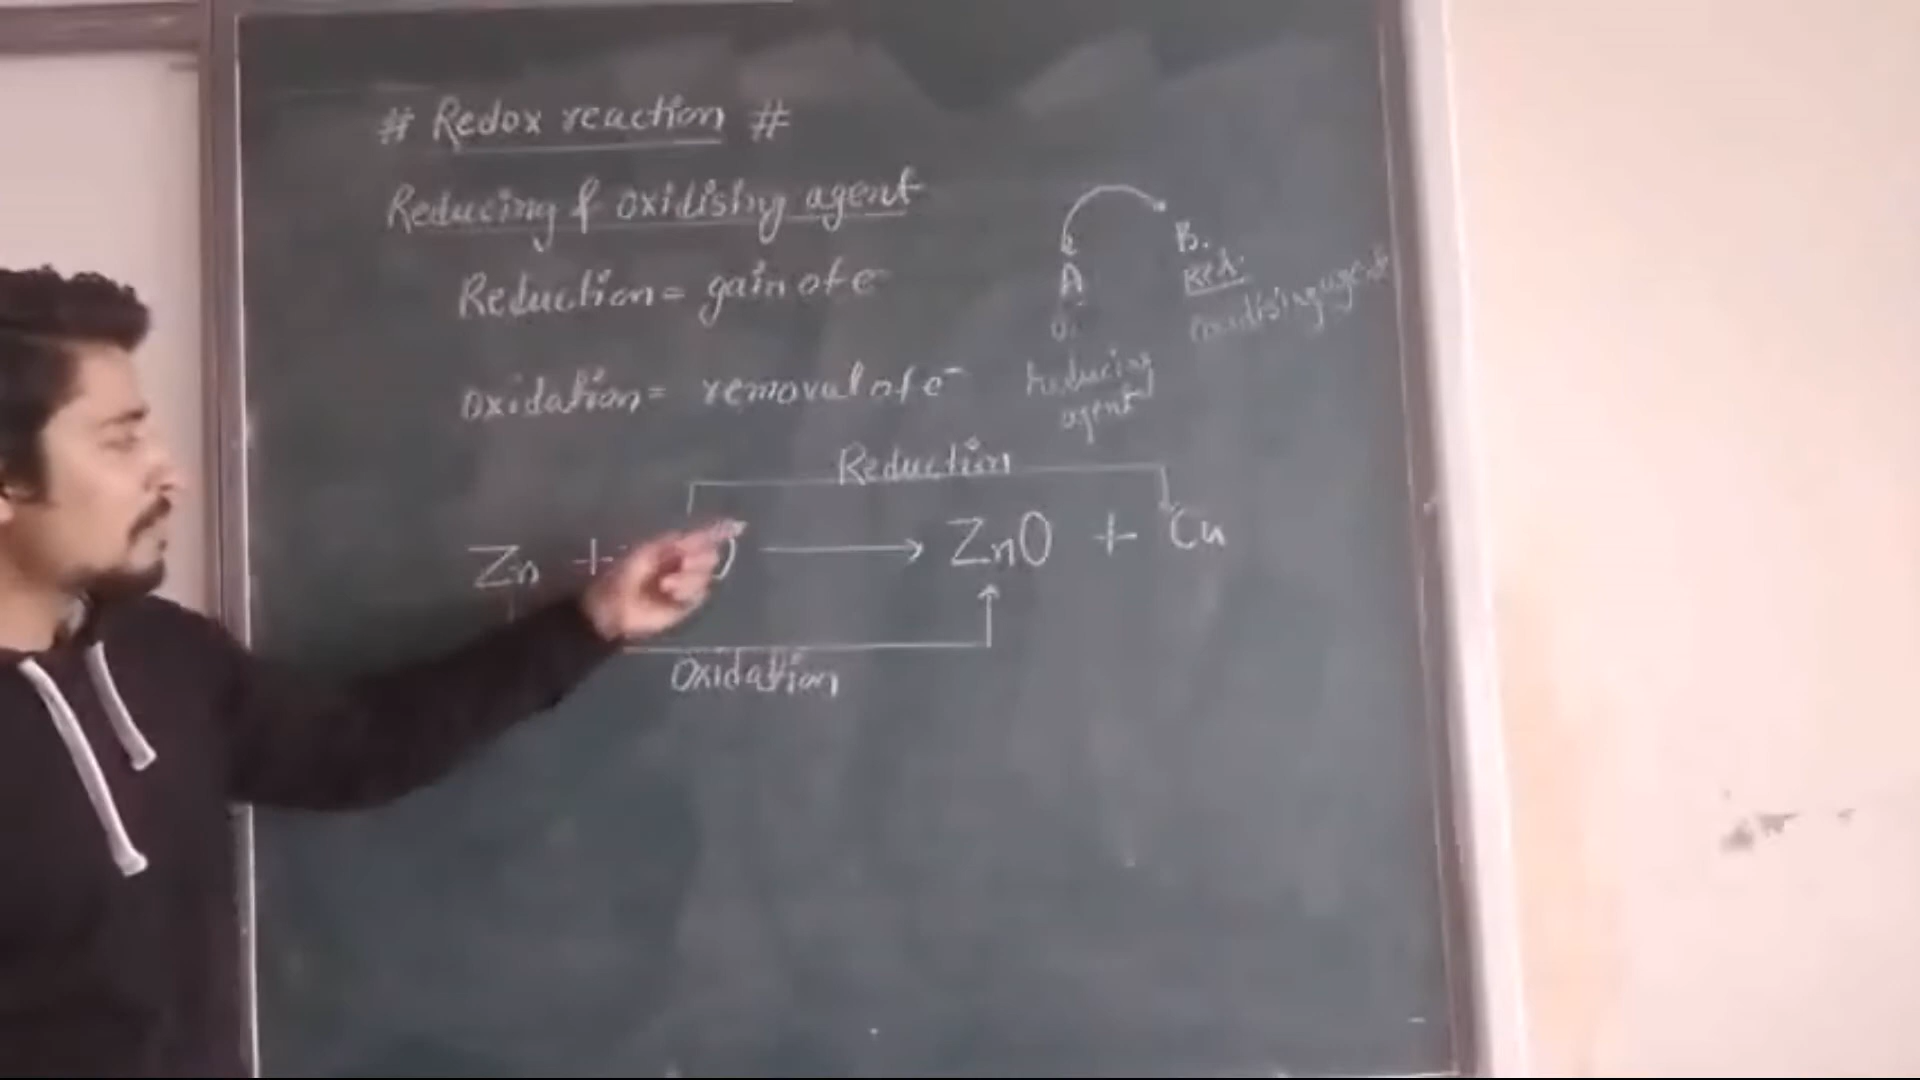 # Redox reaction #
Reducing & oxidising agent
Reduction = gain of e⁻
Oxidation = removal of e⁻
e
A
O.
reducing
agent
B.
Red.
oxidising agent
Reduction
Zn + O → ZnO + Cu
Oxidation